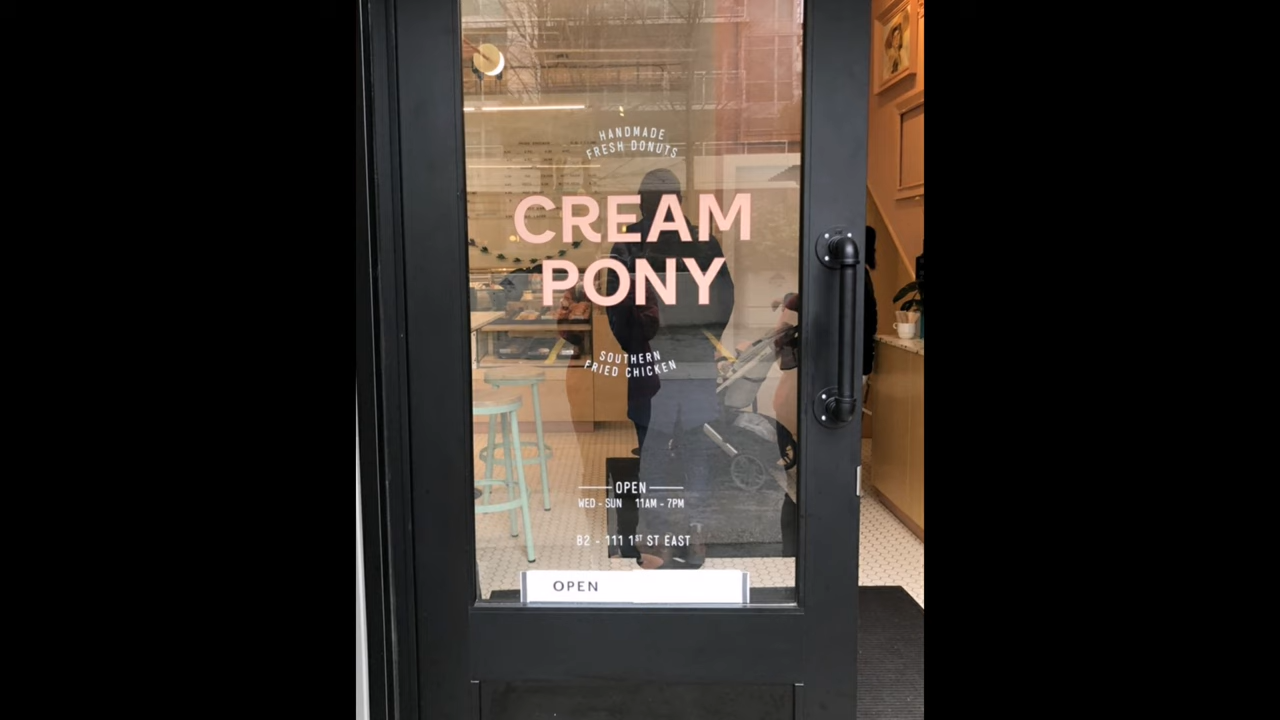 HANDMADE
FRESH DONUTS
CREAM
PONY
SOUTHERN
FRIED CHICKEN
OPEN
WED - SUN 11AM - 7PM
B2 - 111 1ST ST EAST
OPEN